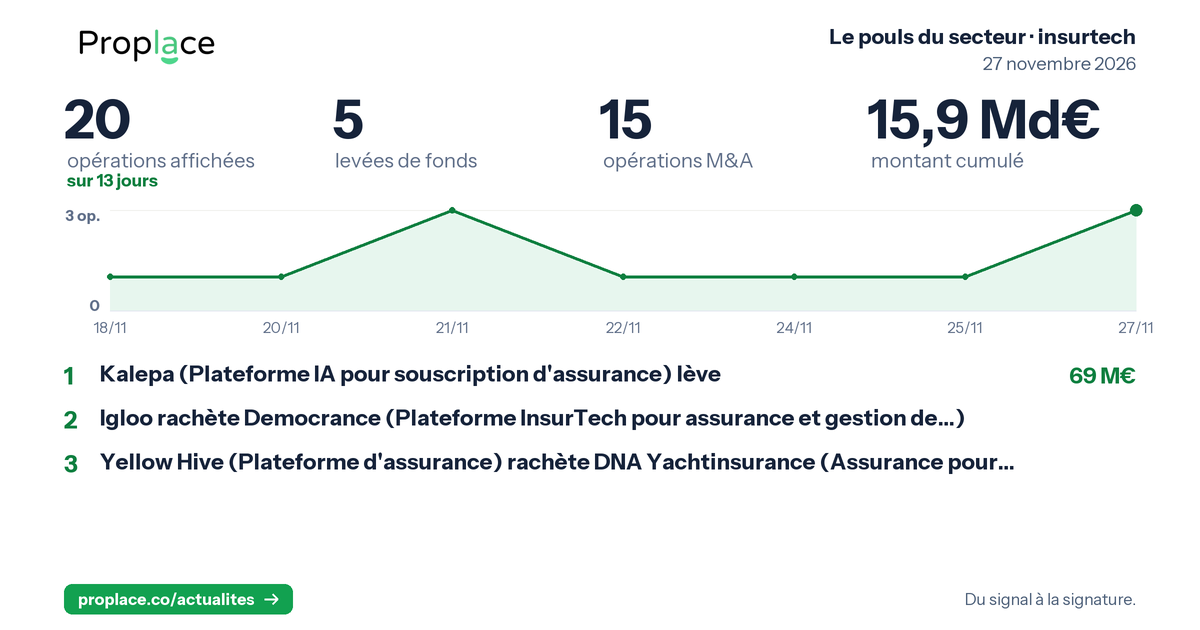 Proplace
Le pouls du secteur · insurtech
27 novembre 2026
20
opérations affichées
sur 13 jours
5
levées de fonds
15
opérations M&A
15,9 Md€
montant cumulé
3 op.
0
18/11
20/11
21/11
22/11
24/11
25/11
27/11
1 Kalepa (Plateforme IA pour souscription d'assurance) lève 69 M€
2 Igloo rachète Democrance (Plateforme InsurTech pour assurance et gestion de...)
3 Yellow Hive (Plateforme d'assurance) rachète DNA Yachtinsurance (Assurance pour...
proplace.co/actualites →
Du signal à la signature.